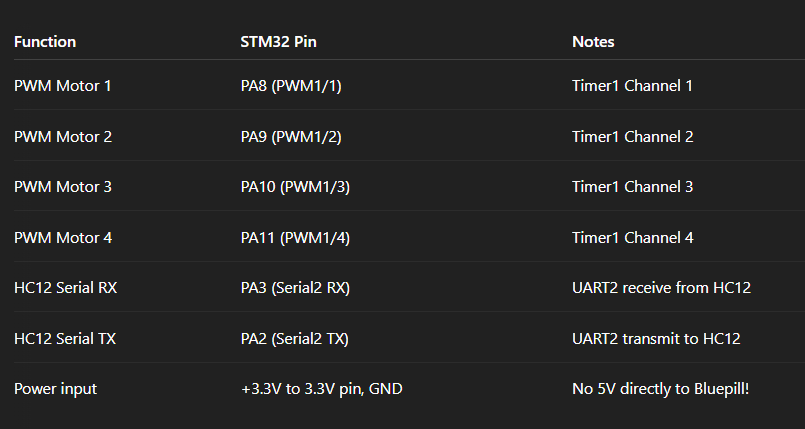 Function STM32 Pin Notes
PWM Motor 1 PA8 (PWM1/1) Timer1 Channel 1
PWM Motor 2 PA9 (PWM1/2) Timer1 Channel 2
PWM Motor 3 PA10 (PWM1/3) Timer1 Channel 3
PWM Motor 4 PA11 (PWM1/4) Timer1 Channel 4
HC12 Serial RX PA3 (Serial2 RX) UART2 receive from HC12
HC12 Serial TX PA2 (Serial2 TX) UART2 transmit to HC12
Power input +3.3V to 3.3V pin, GND No 5V directly to Bluepill!